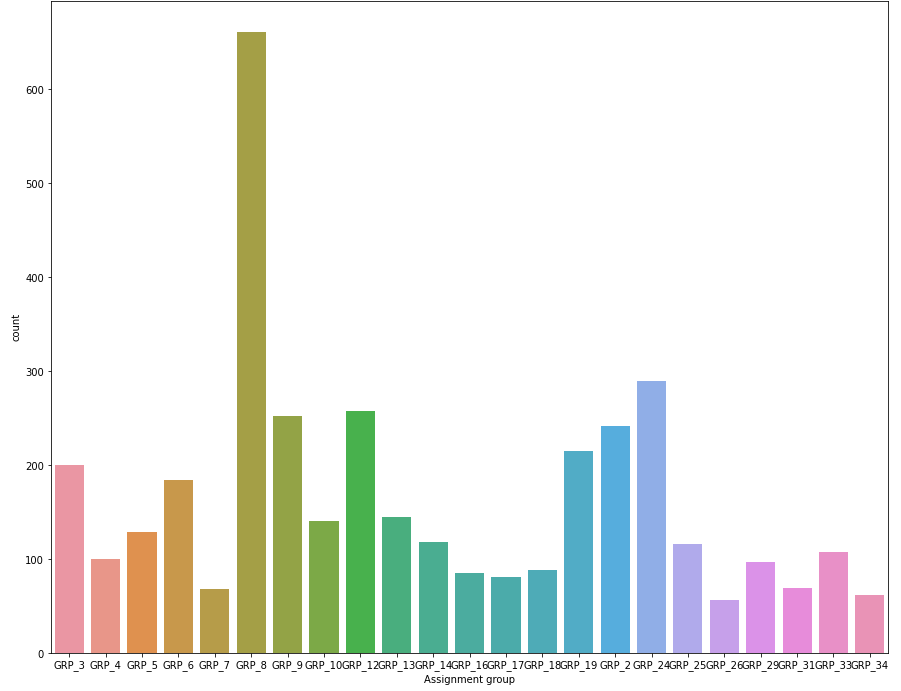 600
500
400
300
200
100
0
count
GRP_3 GRP_4 GRP_5 GRP_6 GRP_7 GRP_8 GRP_9 GRP_10 GRP_12 GRP_13 GRP_14 GRP_16 GRP_17 GRP_18 GRP_19 GRP_2 GRP_24 GRP_25 GRP_26 GRP_29 GRP_31 GRP_33 GRP_34
Assignment group